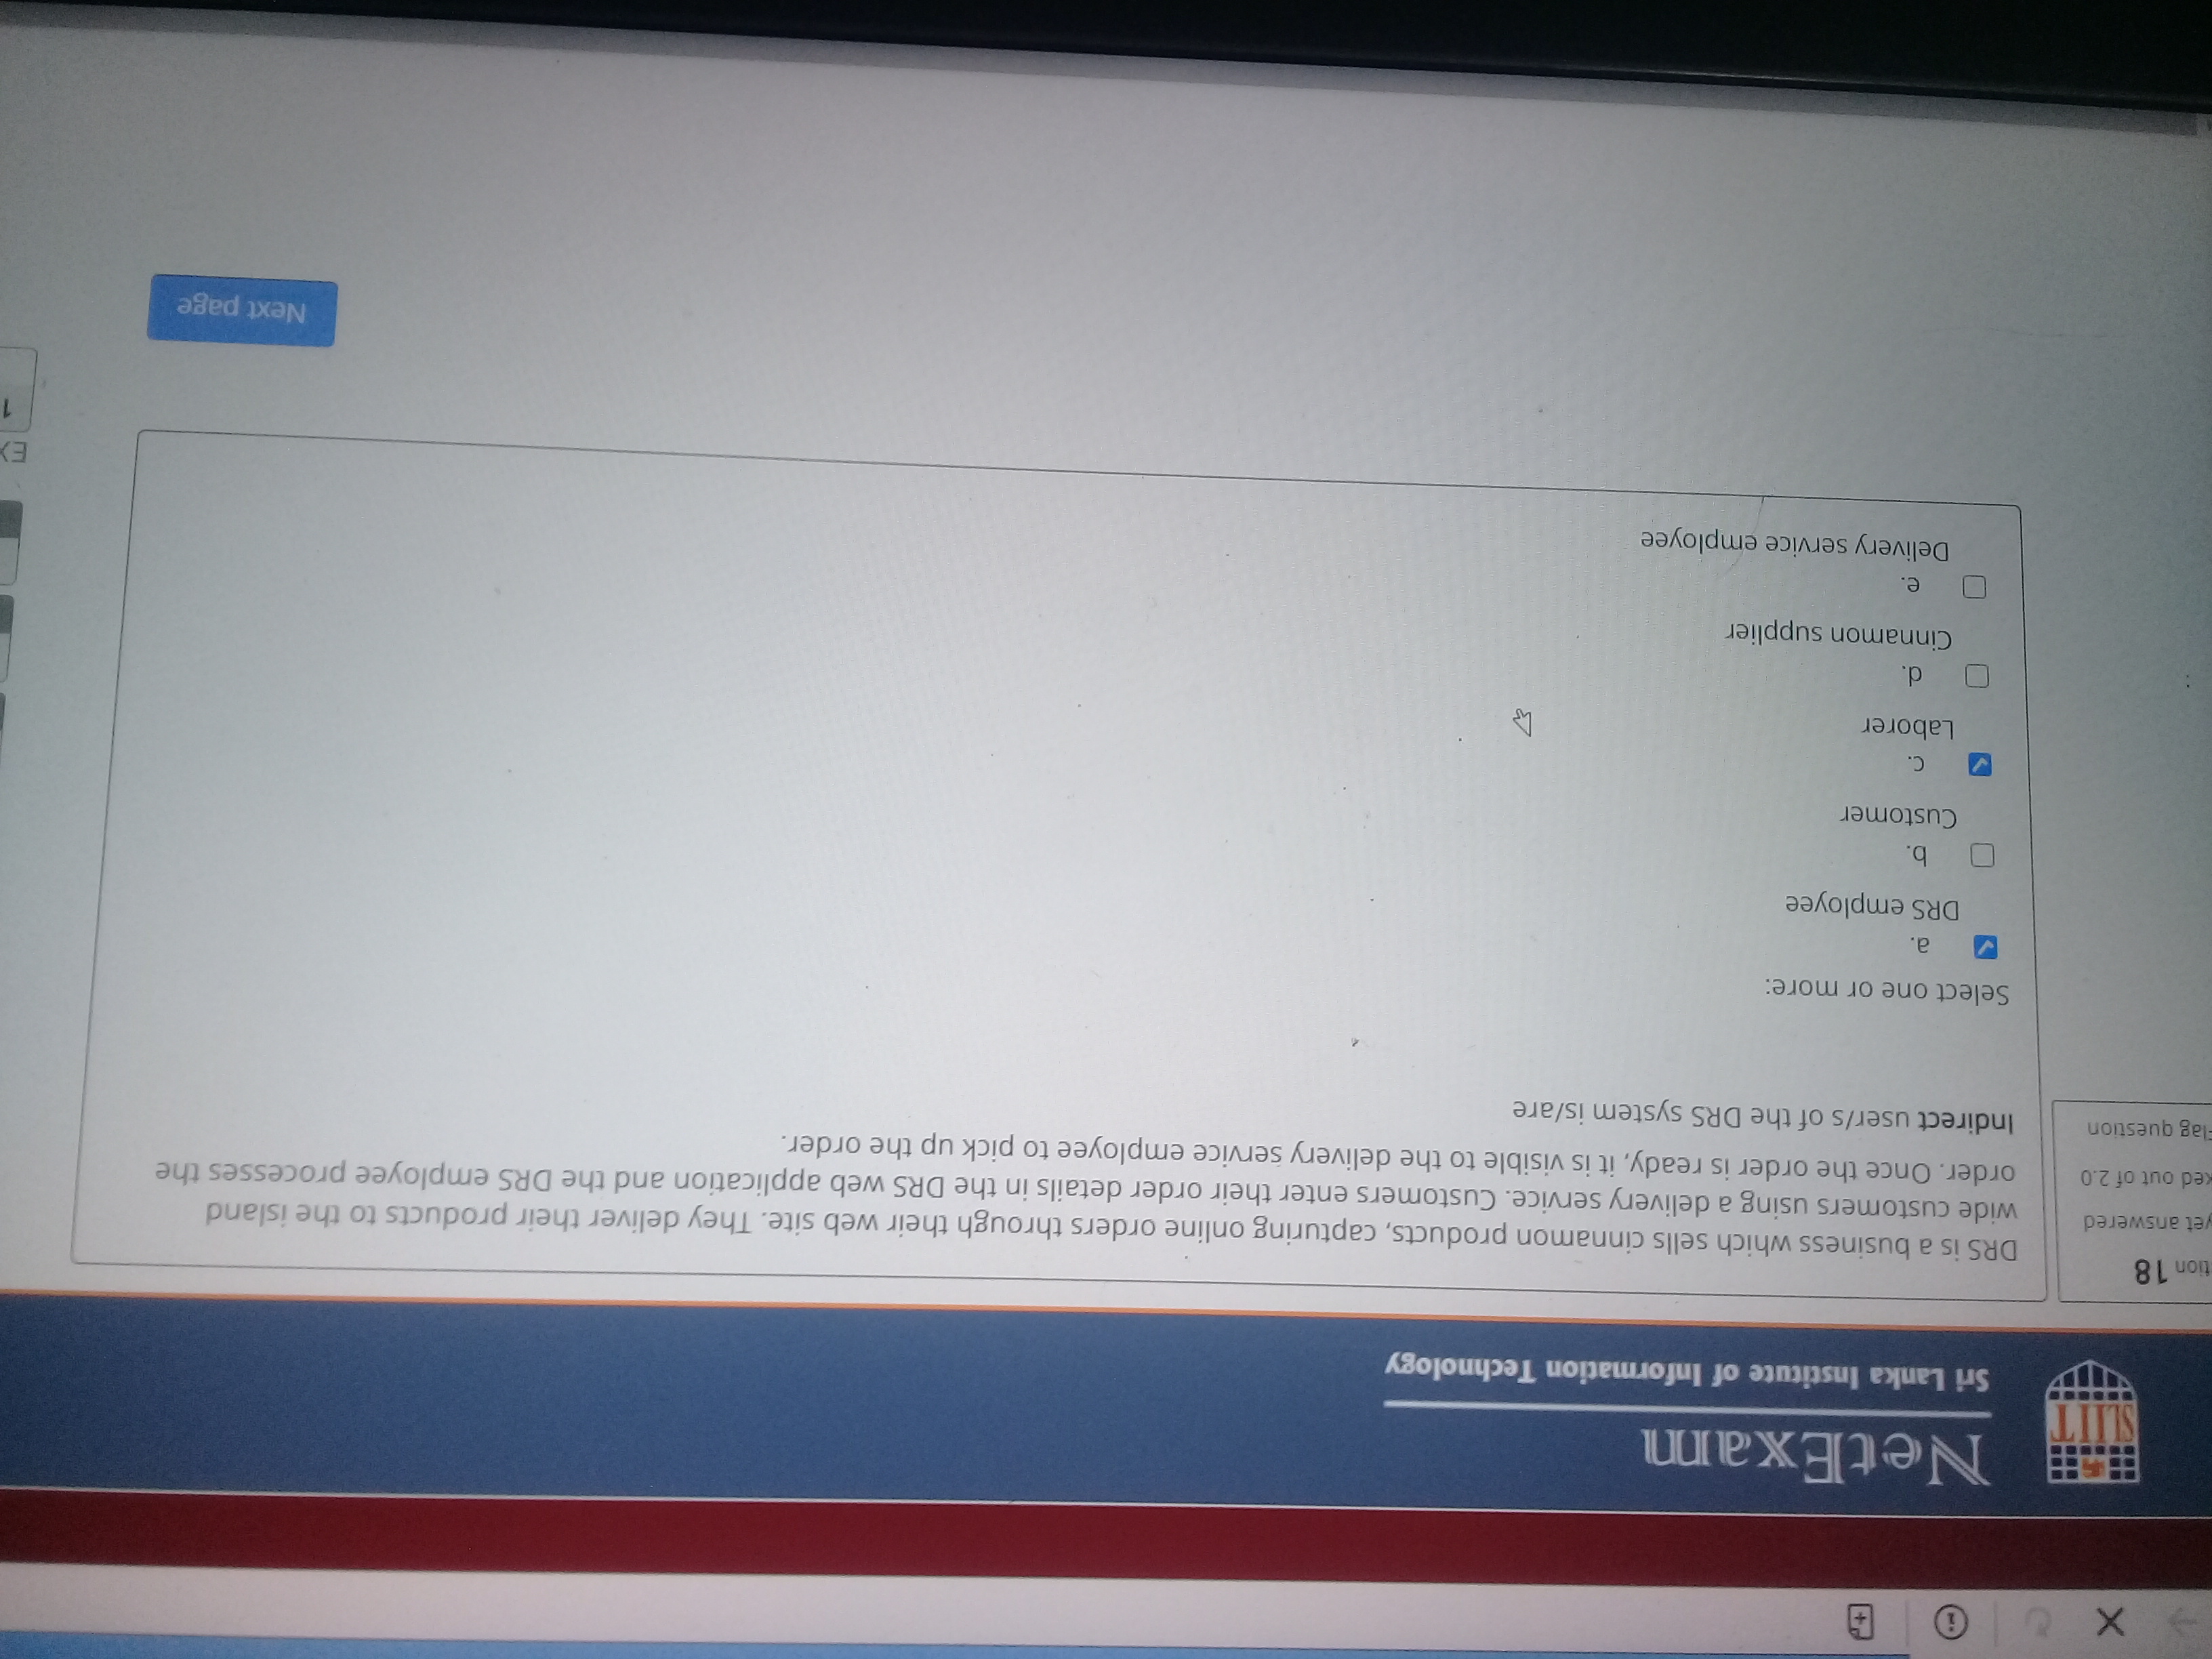 NetExam
SLIIT
Sri Lanka Institute of Information Technology
tion 18
yet answered
ked out of 2.0
Flag question
DRS is a business which sells cinnamon products, capturing online orders through their web site. They deliver their products to the island
wide customers using a delivery service. Customers enter their order details in the DRS web application and the DRS employee processes the
order. Once the order is ready, it is visible to the delivery service employee to pick up the order.
Indirect user/s of the DRS system is/are
Select one or more:
a.
DRS employee
b.
Customer
c.
Laborer
d.
Cinnamon supplier
e.
Delivery service employee
EX
1
Next page